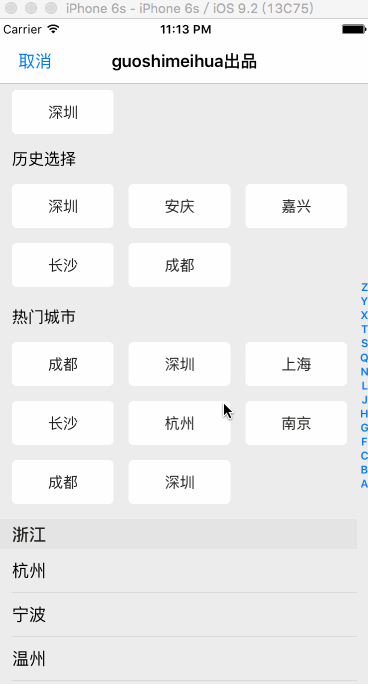 iPhone 6s - iPhone 6s / iOS 9.2 (13C75)
Carrier 11:13 PM
取消 guoshimeihua出品
深圳
历史选择
深圳 安庆 嘉兴
长沙 成都
热门城市
成都 深圳 上海
长沙 杭州 南京
成都 深圳
浙江
杭州
宁波
温州
Z
Y
X
T
S
Q
N
L
J
H
G
F
C
B
A